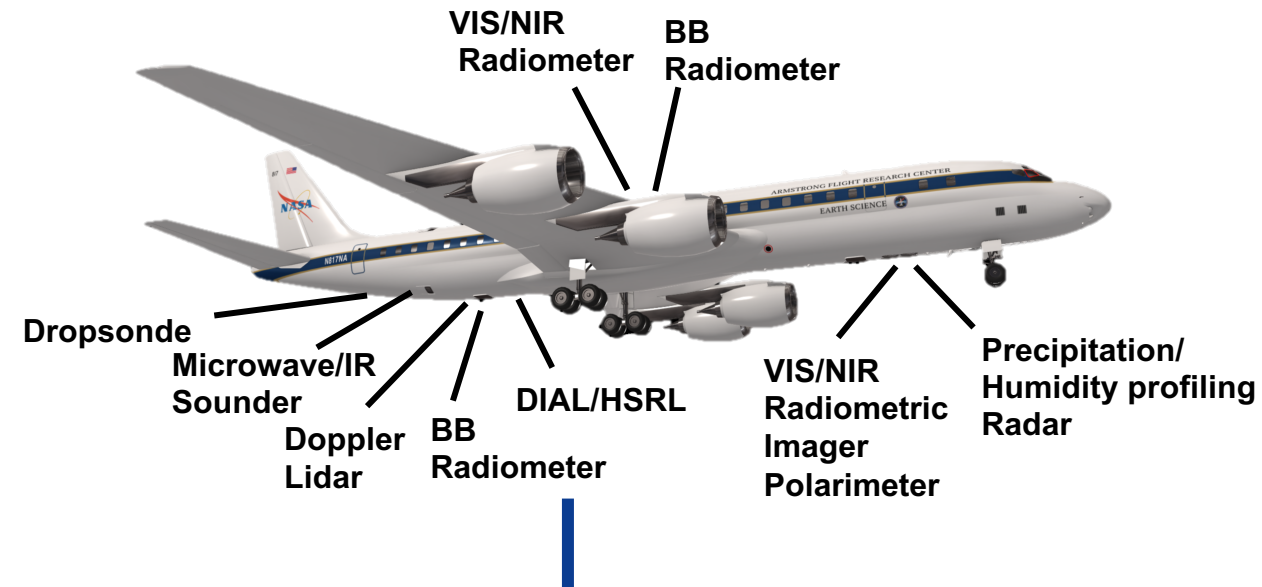 VIS/NIR
Radiometer
BB
Radiometer
ARMSTRONG FLIGHT RESEARCH CENTER
EARTH SCIENCE
817
NASA
N817NA
Dropsonde
Microwave/IR
Sounder
Doppler
Lidar
BB
Radiometer
DIAL/HSRL
VIS/NIR
Radiometric
Imager
Polarimeter
Precipitation/
Humidity profiling
Radar